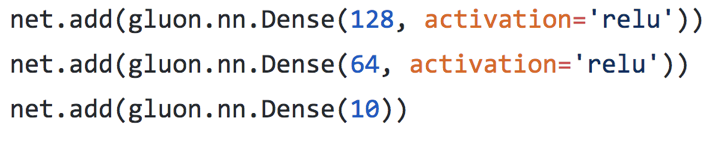 net.add(gluon.nn.Dense(128, activation='relu'))
net.add(gluon.nn.Dense(64, activation='relu'))
net.add(gluon.nn.Dense(10))